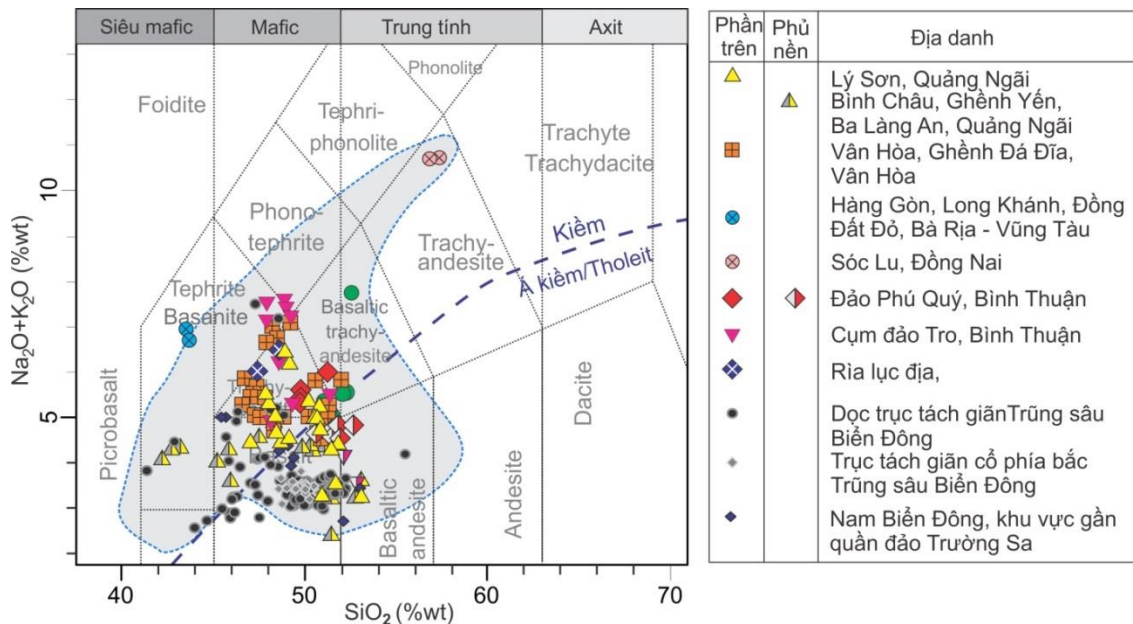 Siêu mafic
Mafic
Trung tính
Axit
Foidite
Phonolite
Tephri-
phonolite
Trachyte
Trachydacite
Phono-
tephrite
Trachy-
andesite
Kiềm
Á kiềm/Tholeit
Tephrite
Basanite
Basaltic
trachy-
andesite
Picrobasalt
Basaltic
andesite
Andesite
Dacite
10
5
Na2O+K2O (%wt)
40
50
60
70
SiO2 (%wt)
Phần
trên
Phủ
nền
Địa danh
Lý Sơn, Quảng Ngãi
Bình Châu, Ghềnh Yến,
Ba Làng An, Quảng Ngãi
Vân Hòa, Ghềnh Đá Đĩa,
Vân Hòa
Hàng Gòn, Long Khánh, Đồng
Đất Đỏ, Bà Rịa - Vũng Tàu
Sóc Lu, Đồng Nai
Đảo Phú Quý, Bình Thuận
Cụm đảo Tro, Bình Thuận
Rìa lục địa,
Dọc trục tách giãnTrũng sâu
Biển Đông
Trục tách giãn cổ phía bắc
Trũng sâu Biển Đông
Nam Biển Đông, khu vực gần
quần đảo Trường Sa